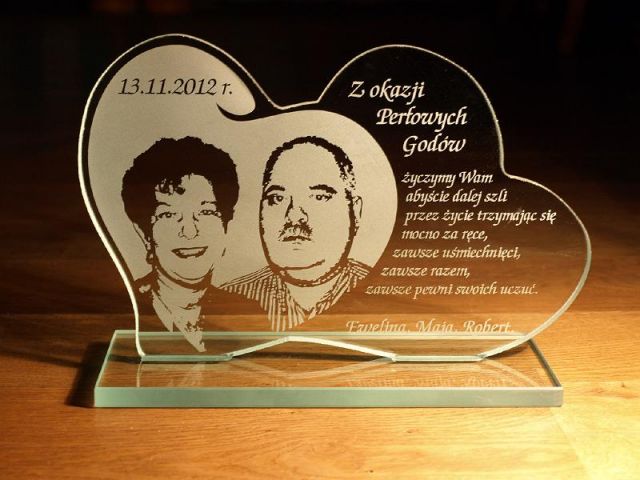 13.11.2012 r.
Z okazji
Perłowych
Godów
życzymy Wam
abyście dalej szli
przez życie trzymając się
mocno za ręce,
zawsze uśmiechnięci,
zawsze razem,
zawsze pewni swoich uczuć.
Ewelina, Maja, Robert